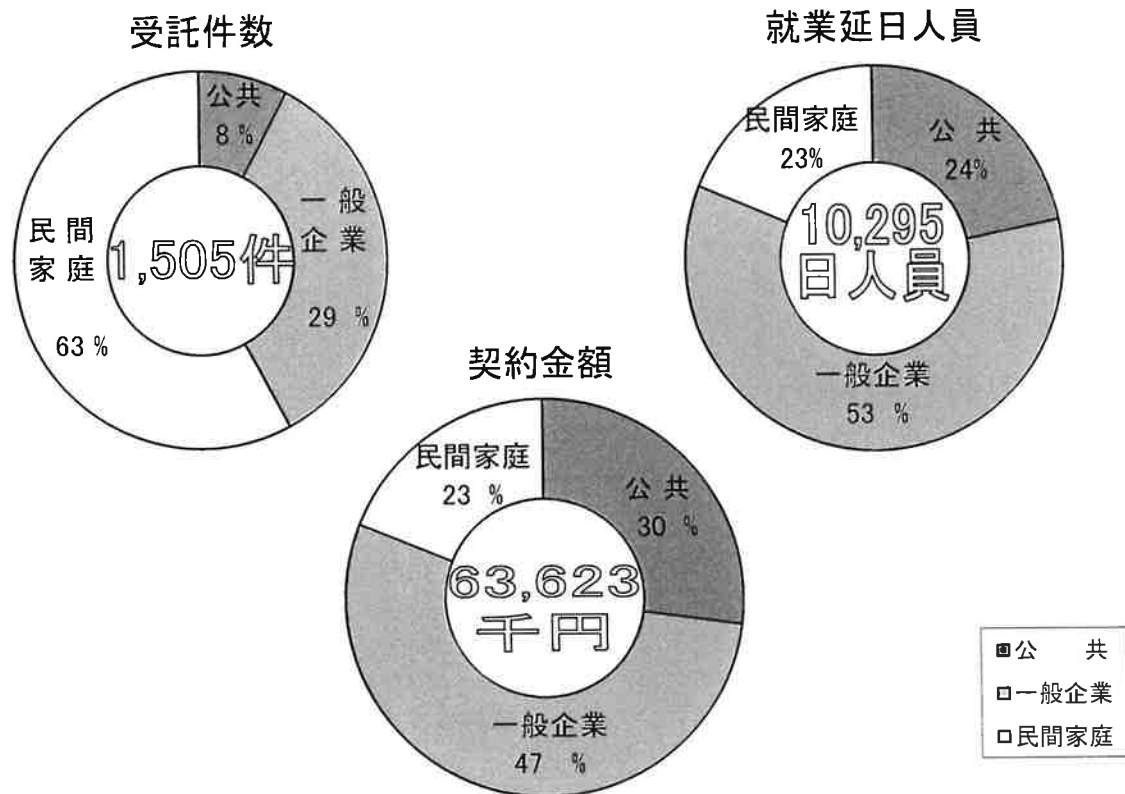 受託件数
公共
8 %
一般
企業
29 %
民間
家庭
63 %
1,505件
就業延日人員
公共
24%
一般企業
53 %
民間家庭
23%
10,295
日人員
契約金額
公共
30 %
一般企業
47 %
民間家庭
23 %
63,623
千円
公 共
一般企業
民間家庭